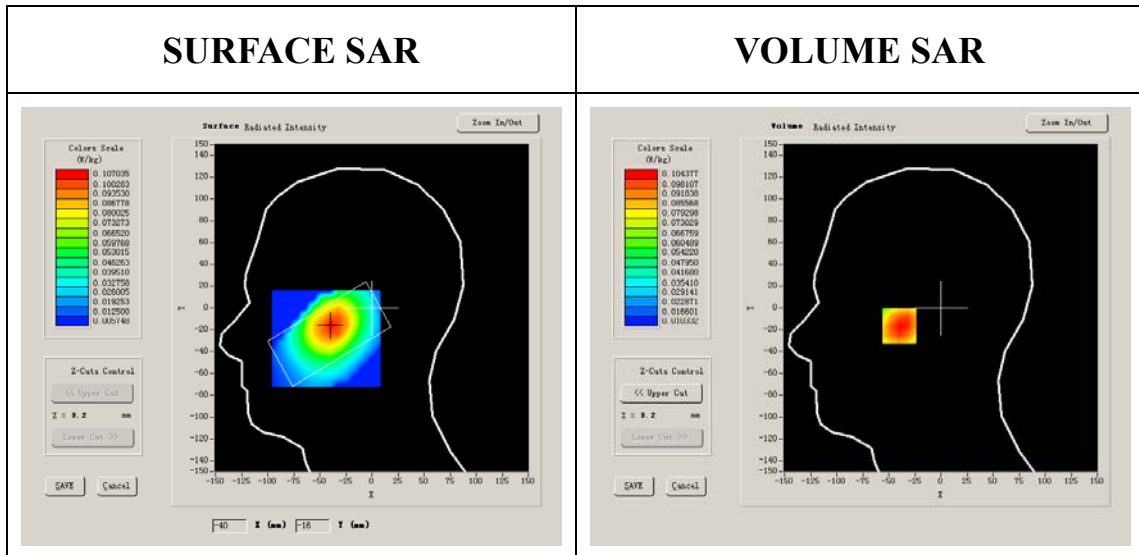 SURFACE SAR
VOLUME SAR
Surface Radiated Intensity
Zoom In/Out
Colors Scale
(W/kg)
0.107035
0.100283
0.093530
0.086778
0.080025
0.073273
0.066520
0.059768
0.053015
0.046263
0.039510
0.032758
0.026005
0.019253
0.012500
0.005748
150
140
120
100
80
60
40
20
0
-20
-40
-60
-80
-100
-120
-140
-150
Y
-150 -125 -100 -75 -50 -25 0 25 50 75 100 125 150
X
Z-Cuts Control
<< Upper Cut
Lower Cut >>
SAVE
Cancel
-40 X (mm) -16 Y (mm)
Volume Radiated Intensity
Zoom In/Out
Colors Scale
(W/kg)
0.104377
0.098107
0.091838
0.085568
0.079298
0.073029
0.066759
0.060489
0.054220
0.047950
0.041680
0.035410
0.029141
0.022871
0.016601
0.010332
150
140
120
100
80
60
40
20
0
-20
-40
-60
-80
-100
-120
-140
-150
Y
-150 -125 -100 -75 -50 -25 0 25 50 75 100 125 150
X
Z-Cuts Control
<< Upper Cut
Lower Cut >>
SAVE
Cancel